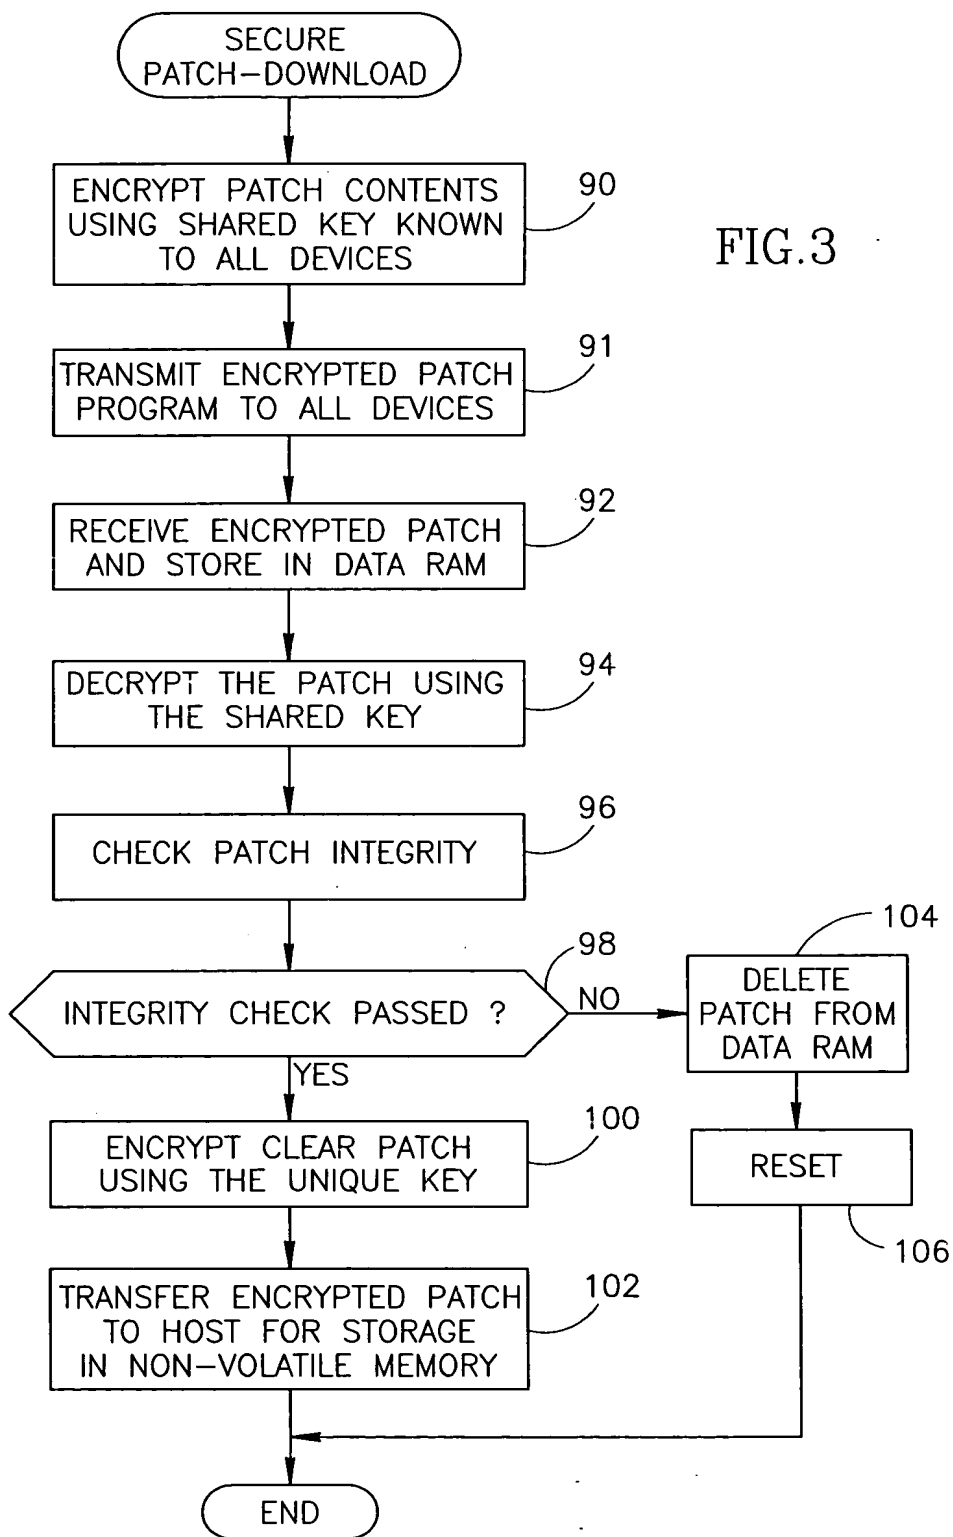 SECURE
PATCH-DOWNLOAD
ENCRYPT PATCH CONTENTS
USING SHARED KEY KNOWN
TO ALL DEVICES
90
FIG.3
TRANSMIT ENCRYPTED PATCH
PROGRAM TO ALL DEVICES
91
RECEIVE ENCRYPTED PATCH
AND STORE IN DATA RAM
92
DECRYPT THE PATCH USING
THE SHARED KEY
94
CHECK PATCH INTEGRITY
96
INTEGRITY CHECK PASSED ?
98
NO
YES
DELETE
PATCH FROM
DATA RAM
104
ENCRYPT CLEAR PATCH
USING THE UNIQUE KEY
100
RESET
106
TRANSFER ENCRYPTED PATCH
TO HOST FOR STORAGE
IN NON-VOLATILE MEMORY
102
END